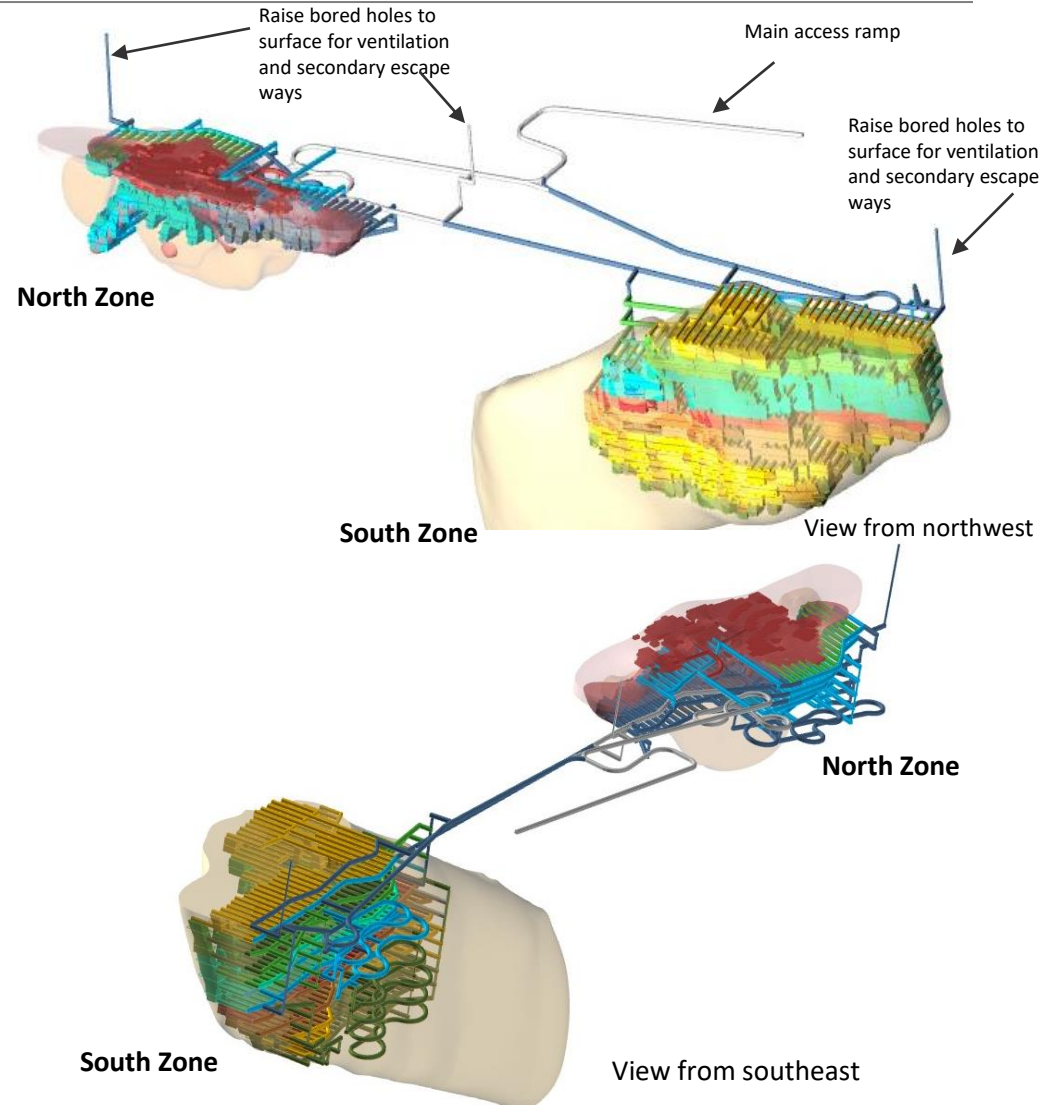 Raise bored holes to
surface for ventilation
and secondary escape
ways
Main access ramp
Raise bored holes to
surface for ventilation
and secondary escape
ways
North Zone
South Zone
View from northwest
North Zone
South Zone
View from southeast